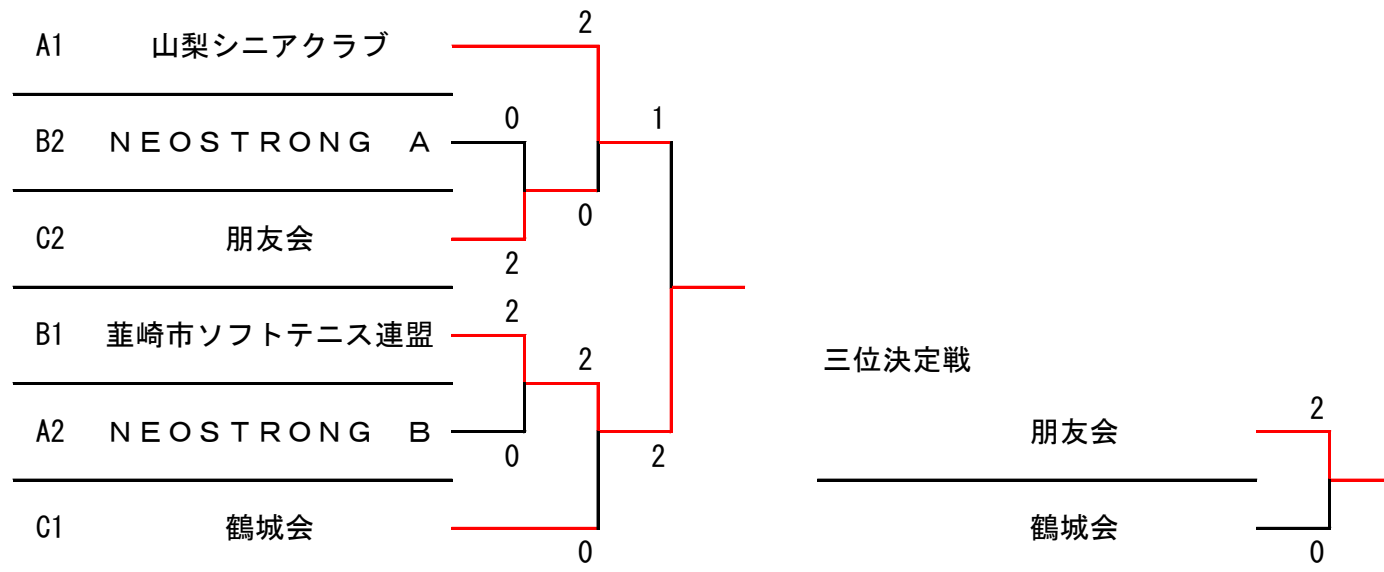 2
A1 山梨シニアクラブ
0 1
B2 ＮＥＯＳＴＲＯＮＧ　Ａ
0
C2 朋友会
2
2
B1 韮崎市ソフトテニス連盟
2 三位決定戦
2
A2 ＮＥＯＳＴＲＯＮＧ　Ｂ 朋友会
0 2
C1 鶴城会 鶴城会
0 0